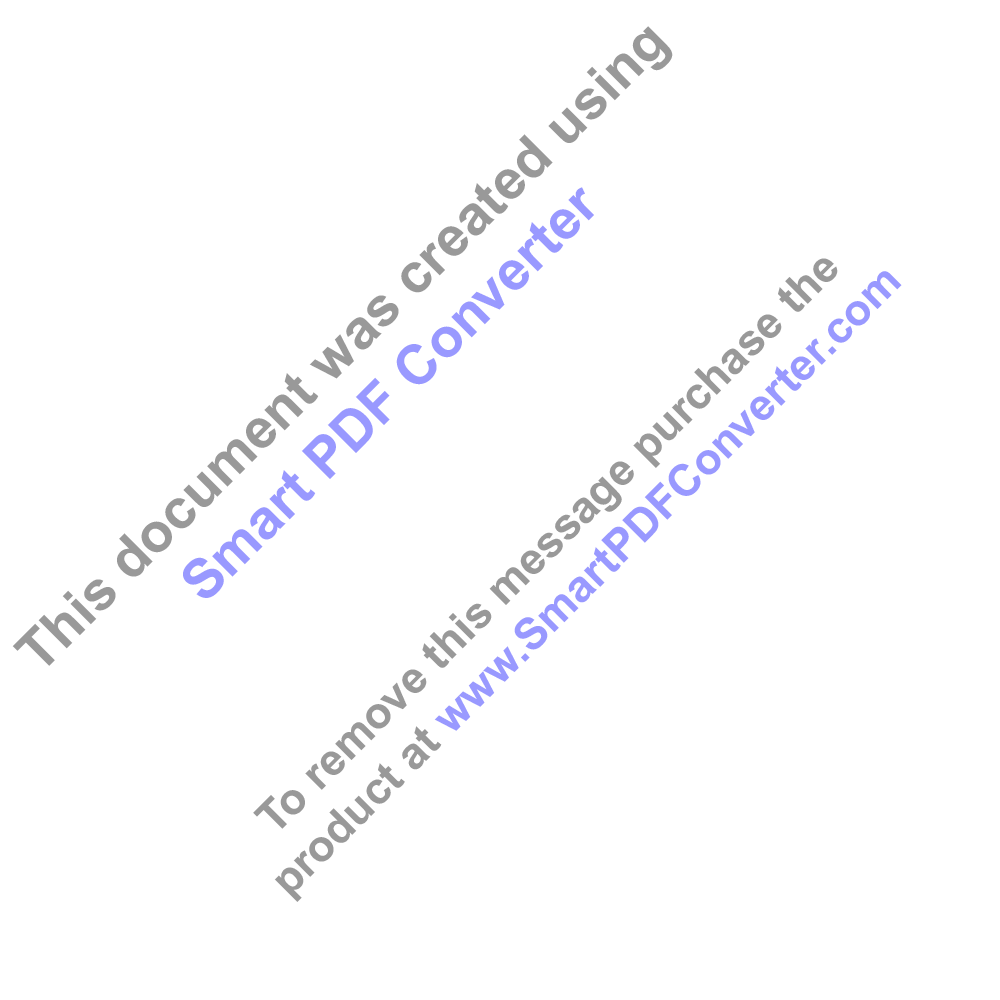 This document was created using
Smart PDF Converter
To remove this message purchase the
product at www.SmartPDFConverter.com